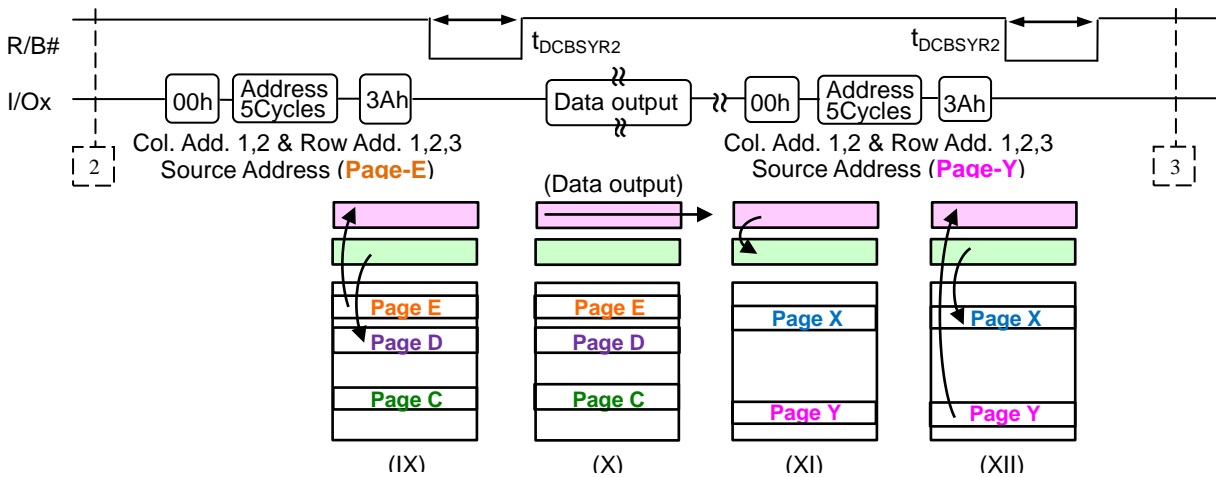 R/B#
tDCBSYR2
tDCBSYR2
I/Ox
00h
Address
5Cycles
3Ah
Data output
00h
Address
5Cycles
3Ah
Col. Add. 1,2 & Row Add. 1,2,3
Source Address (Page-E)
Col. Add. 1,2 & Row Add. 1,2,3
Source Address (Page-Y)
2
3
(Data output)
Page E
Page D
Page C
Page E
Page D
Page C
Page X
Page Y
Page X
Page Y
(IX)
(X)
(XI)
(XII)